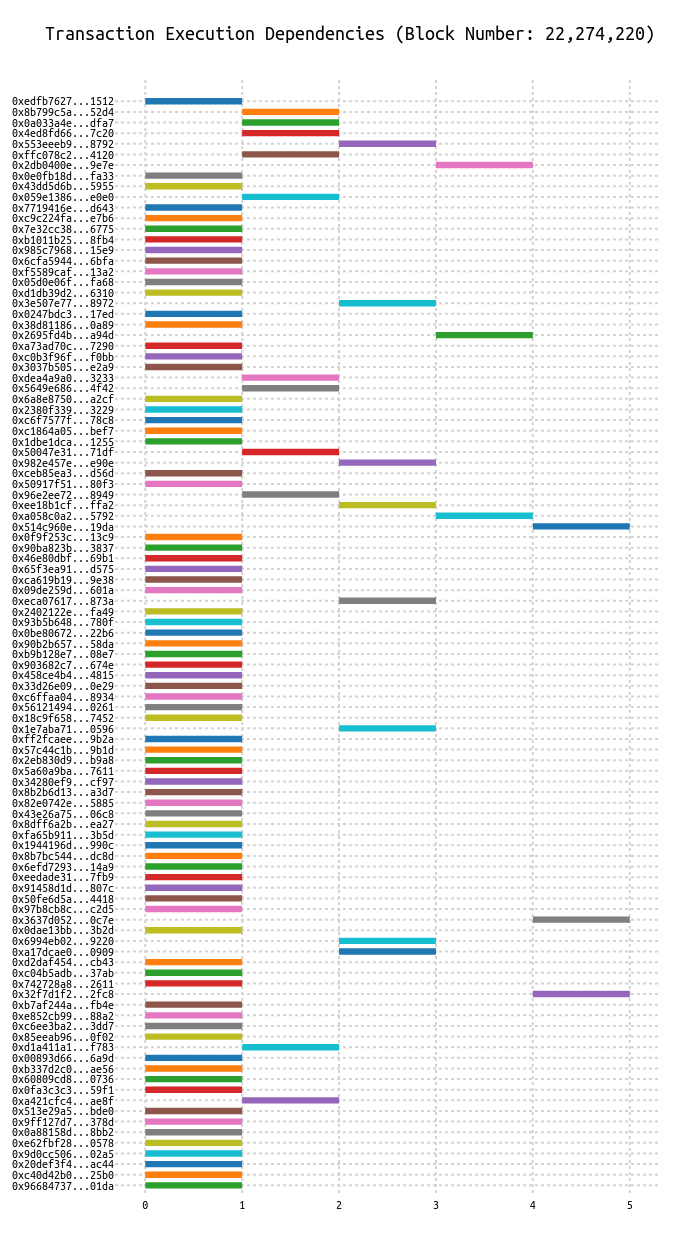 Transaction Execution Dependencies (Block Number: 22,274,220)
0xedfb7627...1512
0x8b799c5a...52d4
0x0a033a4e...dfa7
0x4ed8fd66...7c20
0x553eeeb9...8792
0xffc078c2...4120
0x2db0400e...9e7e
0x0e0fb18d...fa33
0x43dd5d6b...5955
0x059e1386...e0e0
0x7719416e...d643
0xc9c224fa...e7b6
0x7e32cc38...6775
0xb1011b25...8fb4
0x985c7968...15e9
0x6cfa5944...6bfa
0xf5589caf...13a2
0x05d0e06f...fa68
0xd1db39d2...6310
0x3e507e77...8972
0x0247bdc3...17ed
0x38d81186...0a89
0x2695fd4b...a94d
0xa73ad70c...7290
0xc0b3f96f...f0bb
0x3037b505...e2a9
0xdea4a9a0...3233
0x5649e686...4f42
0x6a8e8750...a2cf
0x2380f339...3229
0xc6f7577f...78c8
0xc1864a05...bef7
0x1dbe1dca...1255
0x50047e31...71df
0x982e457e...e90e
0xceb85ea3...d56d
0x50917f51...80f3
0x96e2ee72...8949
0xee18b1cf...ffa2
0xa058c0a2...5792
0x514c960e...19da
0x0f9f253c...13c9
0x90ba823b...3837
0x46e80dbf...69b1
0x65f3ea91...d575
0xca619b19...9e38
0x09de259d...601a
0xeca07617...873a
0x2402122e...fa49
0x93b5b648...780f
0x0be80672...22b6
0x90b2b657...58da
0xb9b128e7...08e7
0x903682c7...674e
0x458ce4b4...4815
0x33d26e09...0e29
0xc6ffaa04...8934
0x56121494...0261
0x18c9f658...7452
0x1e7aba71...0596
0xff2fcaee...9b2a
0x57c44c1b...9b1d
0x2eb830d9...b9a8
0x5a60a9ba...7611
0x34280ef9...cf97
0x8b2b6d13...a3d7
0x82e0742e...5885
0x43e26a75...06c8
0x8dff6a2b...ea27
0xfa65b911...3b5d
0x1944196d...990c
0x8b7bc544...dc8d
0x6efd7293...14a9
0xeedade31...7fb9
0x91458d1d...807c
0x50fe6d5a...4418
0x97b8cb8c...c2d5
0x3637d052...0c7e
0x0dae13bb...3b2d
0x6994eb02...9220
0xa17dcae0...0909
0xd2daf454...cb43
0xc04b5adb...37ab
0x742728a8...2611
0x32f7d1f2...2fc8
0xb7af244a...fb4e
0xe852cb99...88a2
0xc6ee3ba2...3dd7
0x85eeab96...0f02
0xd1a411a1...f783
0x00893d66...6a9d
0xb337d2c0...ae56
0x60809cd8...0736
0x0fa3c3c3...59f1
0xa421cfc4...ae8f
0x513e29a5...bde0
0x9ff127d7...378d
0x0a88158d...8bb2
0xe62fbf28...0578
0x9d0cc506...02a5
0x20def3f4...ac44
0xc40d42b0...25b0
0x96684737...01da
0 1 2 3 4 5